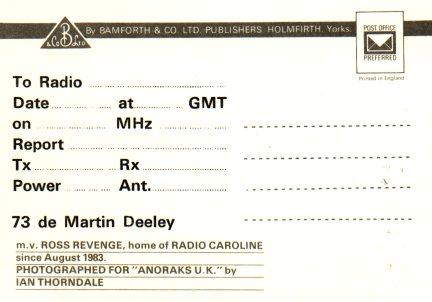 B
& Co LTD
By BAMFORTH & CO. LTD. PUBLISHERS HOLMFIRTH, Yorks.
POST OFFICE
PREFERRED
Printed in England
To Radio
Date at GMT
on MHz
Report
Tx Rx
Power Ant.
73 de Martin Deeley
m.v. ROSS REVENGE, home of RADIO CAROLINE
since August 1983.
PHOTOGRAPHED FOR "ANORAKS U.K." by
IAN THORNDALE